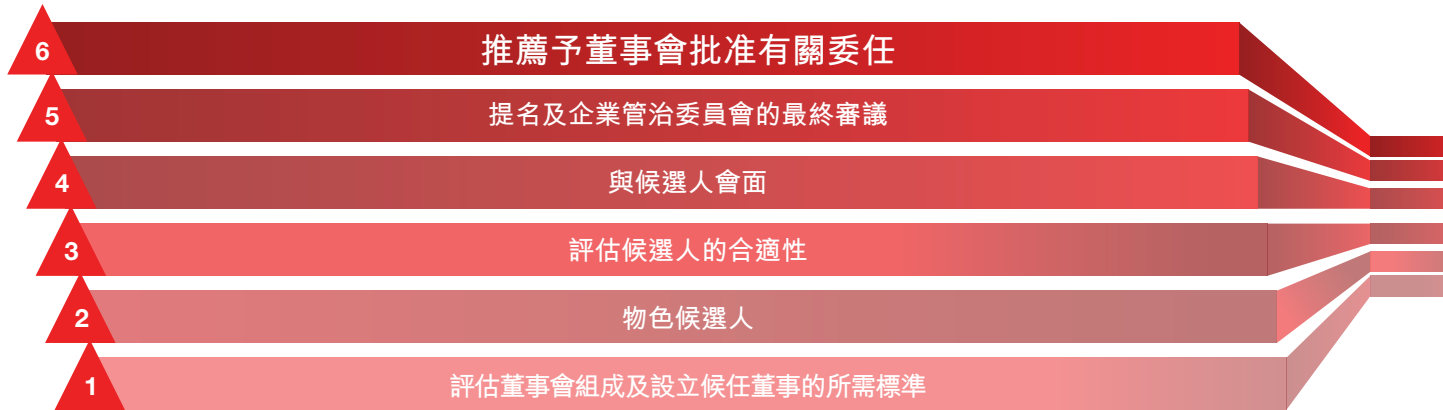 6 推薦予董事會批准有關委任
5 提名及企業管治委員會的最終審議
4 與候選人會面
3 評估候選人的合適性
2 物色候選人
1 評估董事會組成及設立候任董事的所需標準